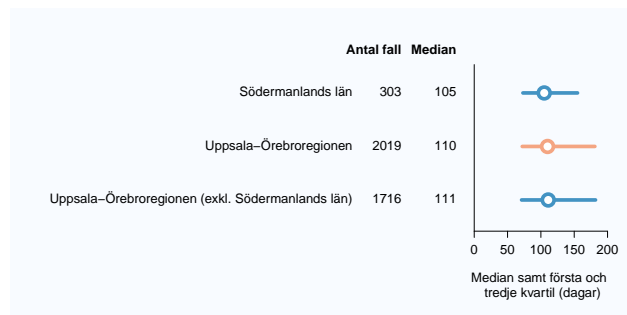 Antal fall Median
Södermanlands län 303 105
Uppsala−Örebroregionen 2019 110
Uppsala−Örebroregionen (exkl. Södermanlands län) 1716 111
0 50 100 150 200
Median samt första och
tredje kvartil (dagar)